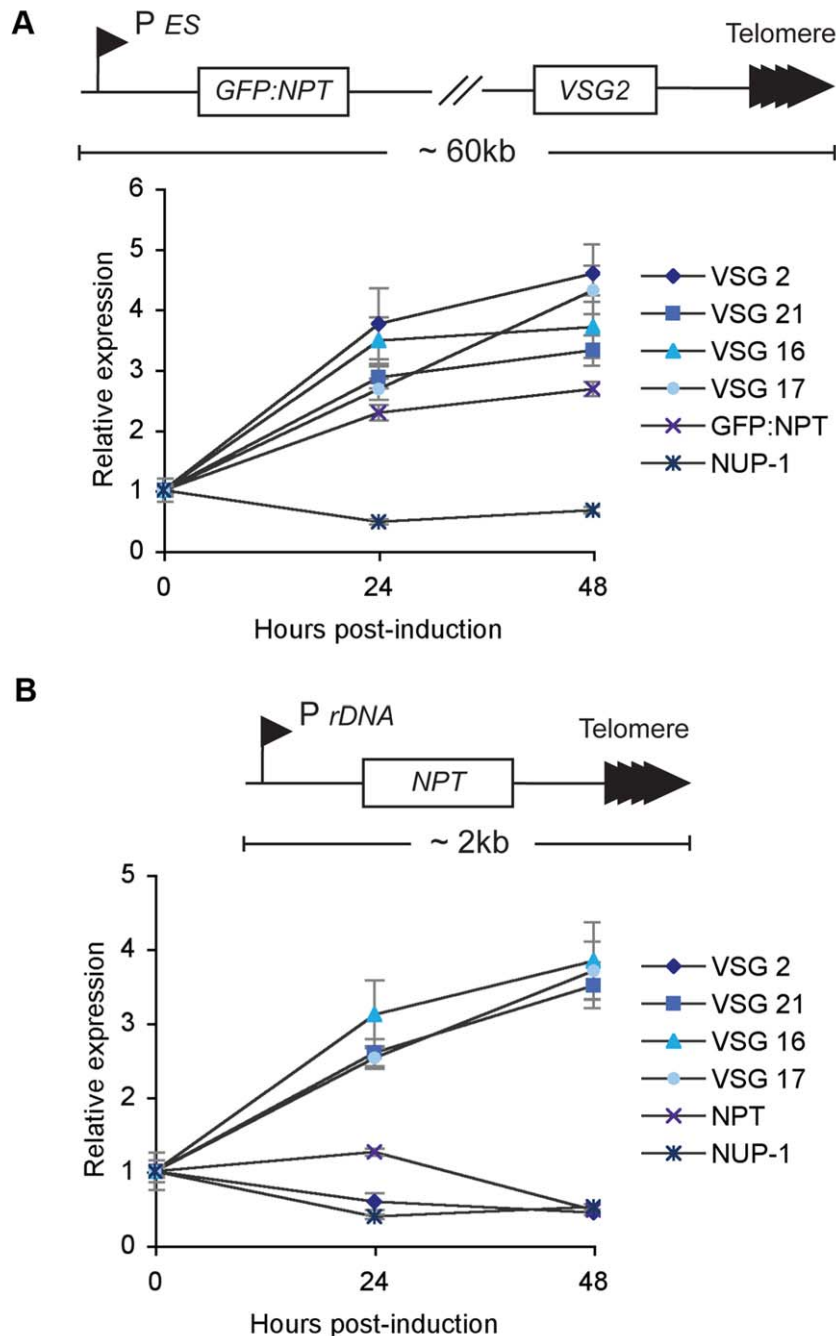 A
P ES
Telomere
GFP:NPT
VSG2
~ 60kb
6
5
4
3
2
1
0
Relative expression
0 24 48
Hours post-induction
VSG 2
VSG 21
VSG 16
VSG 17
GFP:NPT
NUP-1
B
P rDNA
Telomere
NPT
~ 2kb
5
4
3
2
1
0
Relative expression
0 24 48
Hours post-induction
VSG 2
VSG 21
VSG 16
VSG 17
NPT
NUP-1